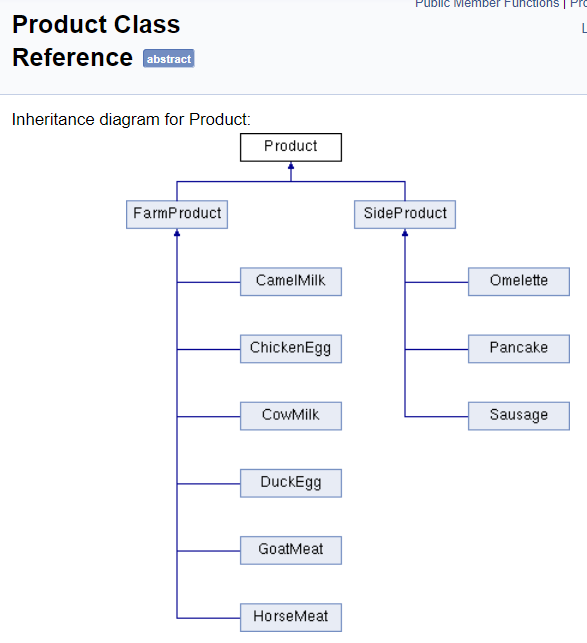 Public Member Functions |
Product Class
Reference abstract
Inheritance diagram for Product:
Product
FarmProduct
SideProduct
CamelMilk
Omelette
ChickenEgg
Pancake
CowMilk
Sausage
DuckEgg
GoatMeat
HorseMeat